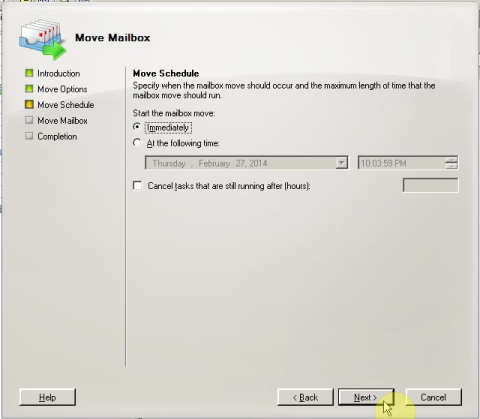 Move Mailbox
Introduction
Move Options
Move Schedule
Move Mailbox
Completion
Move Schedule
Specify when the mailbox move should occur and the maximum length of time that the
mailbox move should run.
Start the mailbox move:
Immediately
At the following time:
Thursday , February 27, 2014
10:03:59 PM
Cancel tasks that are still running after (hours):
Help
< Back
Next >
Cancel